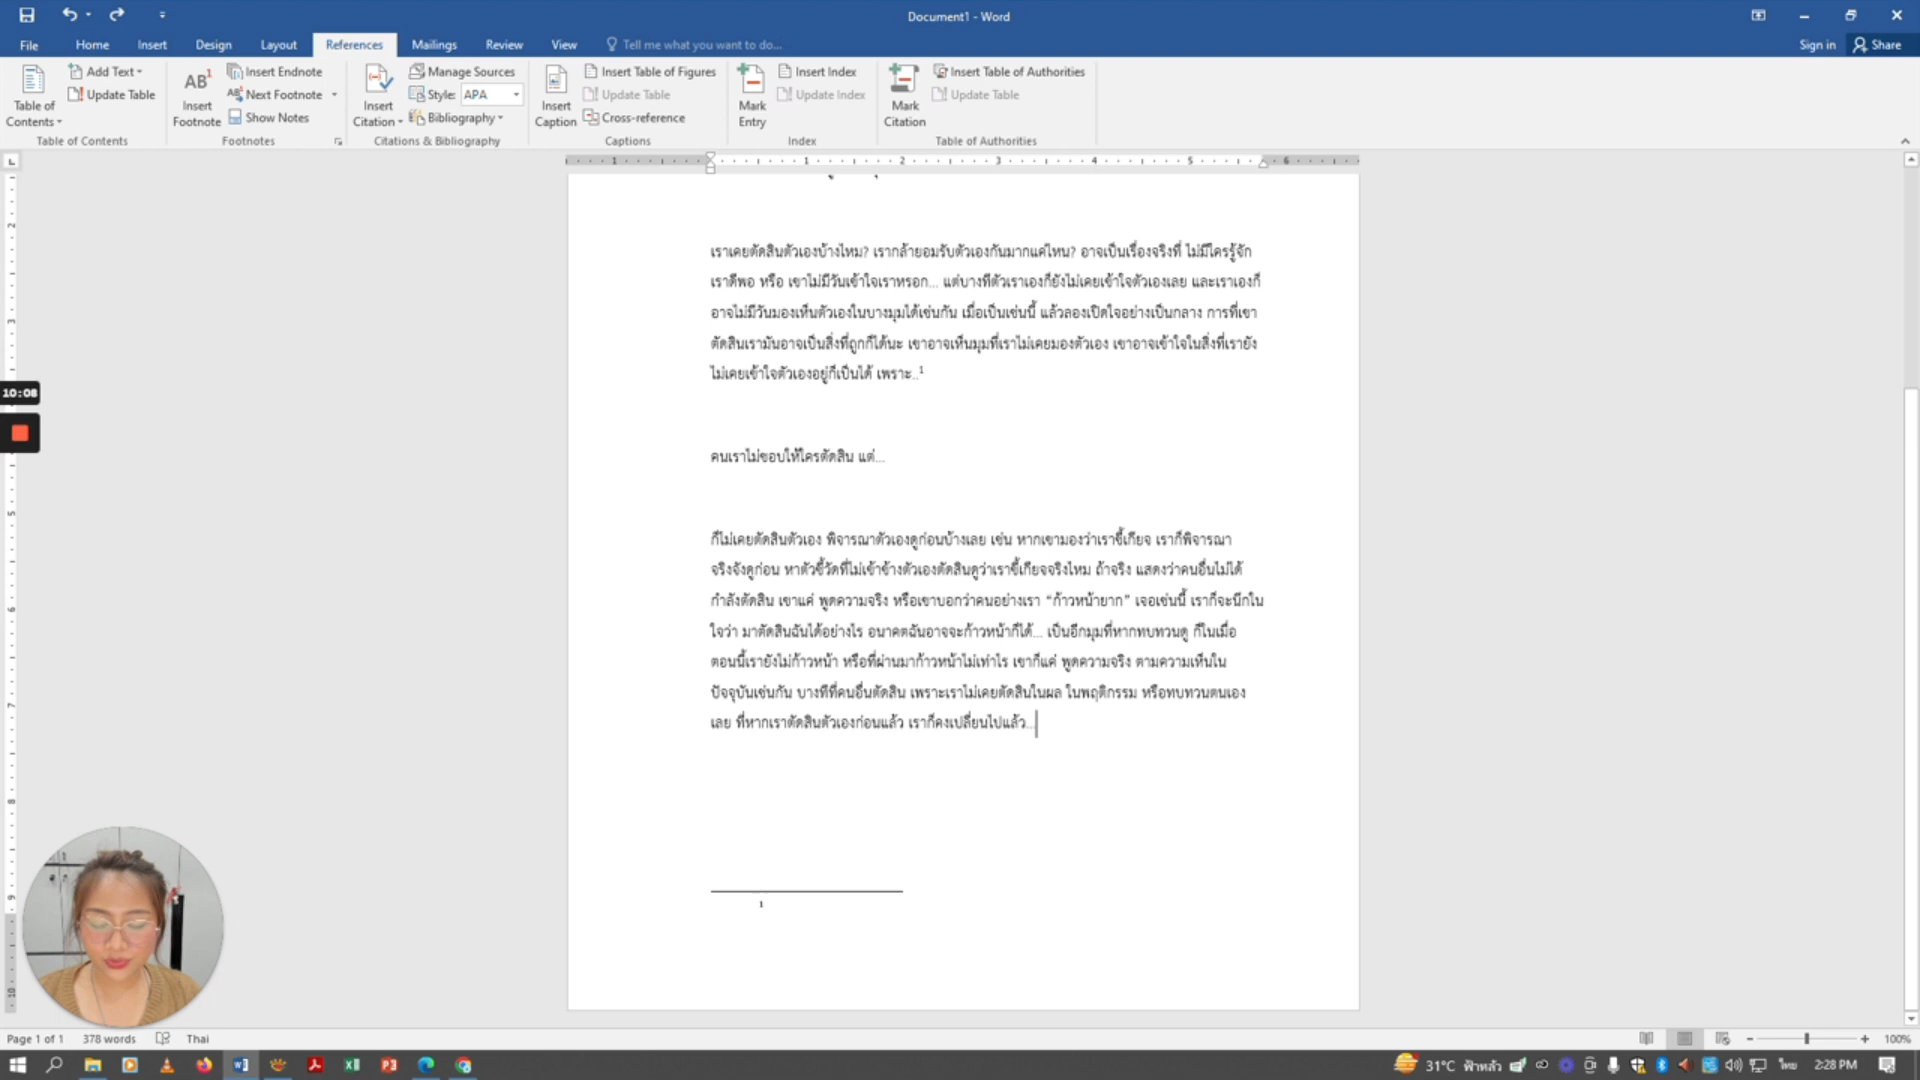 Document1 - Word
File Home Insert Design Layout References Mailings Review View Tell me what you want to do... Sign in Share
Table of Contents
Add Text
Update Table
Table of Contents
AB1 Insert Footnote
Insert Endnote
Next Footnote
Show Notes
Footnotes
Insert Citation
Manage Sources
Style: APA
Bibliography
Citations & Bibliography
Insert Caption
Insert Table of Figures
Update Table
Cross-reference
Captions
Mark Entry
Insert Index
Update Index
Index
Mark Citation
Insert Table of Authorities
Update Table
Table of Authorities
1 1 2 3 4 5 6
เราเคยตัดสินตัวเองบ้างไหม? เรากล้ายอมรับตัวเองกันมากแค่ไหน? อาจเป็นเรื่องจริงที่ ไม่มีใครรู้จัก
เราดีพอ หรือ เขาไม่มีวันเข้าใจเราหรอก... แต่บางทีตัวเราเองก็ยังไม่เคยเข้าใจตัวเองเลย และเราเองก็
อาจไม่มีวันมองเห็นตัวเองในบางมุมได้เช่นกัน เมื่อเป็นเช่นนี้ แล้วลองเปิดใจอย่างเป็นกลาง การที่เขา
ตัดสินเรามันอาจเป็นสิ่งที่ถูกก็ได้นะ เขาอาจเห็นมุมที่เราไม่เคยมองตัวเอง เขาอาจเข้าใจในสิ่งที่เรายัง
ไม่เคยเข้าใจตัวเองอยู่ก็เป็นได้ เพราะ..1
คนเราไม่ชอบให้ใครตัดสิน แต่...
ก็ไม่เคยตัดสินตัวเอง พิจารณาตัวเองดูก่อนบ้างเลย เช่น หากเขามองว่าเราขี้เกียจ เราก็พิจารณา
จริงจังดูก่อน หาตัวชี้วัดที่ไม่เข้าข้างตัวเองตัดสินดูว่าเราขี้เกียจจริงไหม ถ้าจริง แสดงว่าคนอื่นไม่ได้
กำลังตัดสิน เขาแค่ พูดความจริง หรือเขาบอกว่าคนอย่างเรา “ก้าวหน้ายาก” เจอเช่นนี้ เราก็จะนึกใน
ใจว่า มาตัดสินฉันได้อย่างไร อนาคตฉันอาจจะก้าวหน้าก็ได้... เป็นอีกมุมที่หากทบทวนดู ก็ในเมื่อ
ตอนนี้เรายังไม่ก้าวหน้า หรือที่ผ่านมาก้าวหน้าไม่เท่าไร เขาก็แค่ พูดความจริง ตามความเห็นใน
ปัจจุบันเช่นกัน บางทีที่คนอื่นตัดสิน เพราะเราไม่เคยตัดสินในผล ในพฤติกรรม หรือทบทวนตนเอง
เลย ที่หากเราตัดสินตัวเองก่อนแล้ว เราก็คงเปลี่ยนไปแล้ว...
1
10:08
Page 1 of 1 378 words Thai 100%
31°C ฟ้าหลัว ไทย 2:28 PM